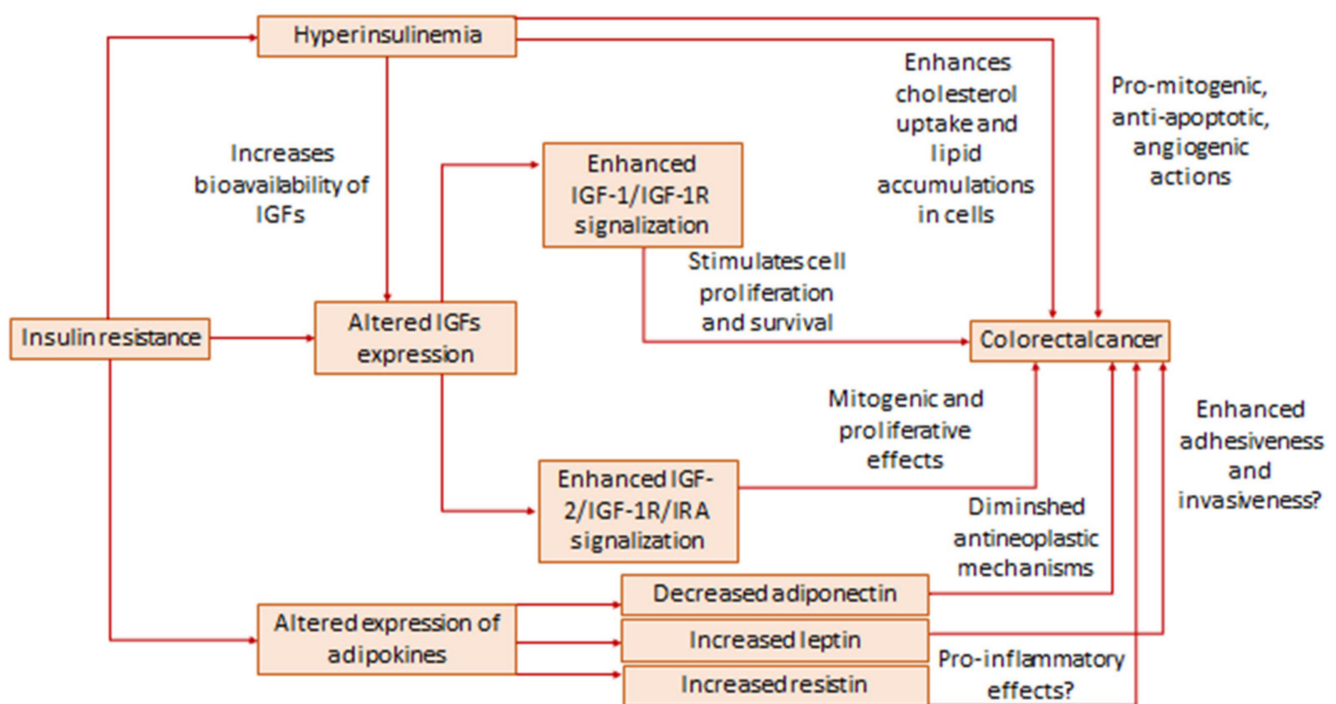 Hyperinsulinemia
Enhances
cholesterol
uptake and
lipid
accumulations
in cells
Pro-mitogenic,
anti-apoptotic,
angiogenic
actions
Increases
bioavailability of
IGFs
Enhanced
IGF-1/IGF-1R
signalization
Stimulates cell
proliferation
and survival
Insulin resistance
Altered IGFs
expression
Colorectal cancer
Mitogenic and
proliferative
effects
Enhanced
adhesiveness
and
invasiveness?
Enhanced IGF-
2/IGF-1R/IRA
signalization
Diminshed
antineoplastic
mechanisms
Altered expression of
adipokines
Decreased adiponectin
Increased leptin
Increased resistin
Pro-inflammatory
effects?